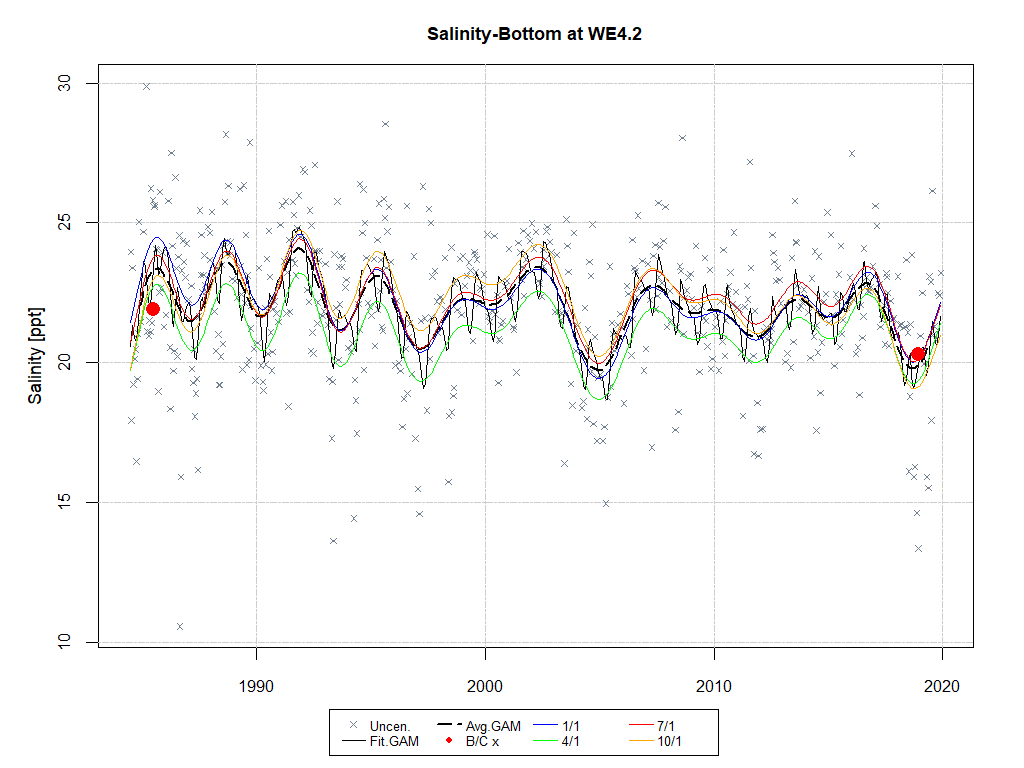 Salinity-Bottom at WE4.2
Salinity [ppt]
30
25
20
15
10
1990 2000 2010 2020
Uncen. Avg.GAM 1/1 7/1
Fit.GAM B/C x 4/1 10/1